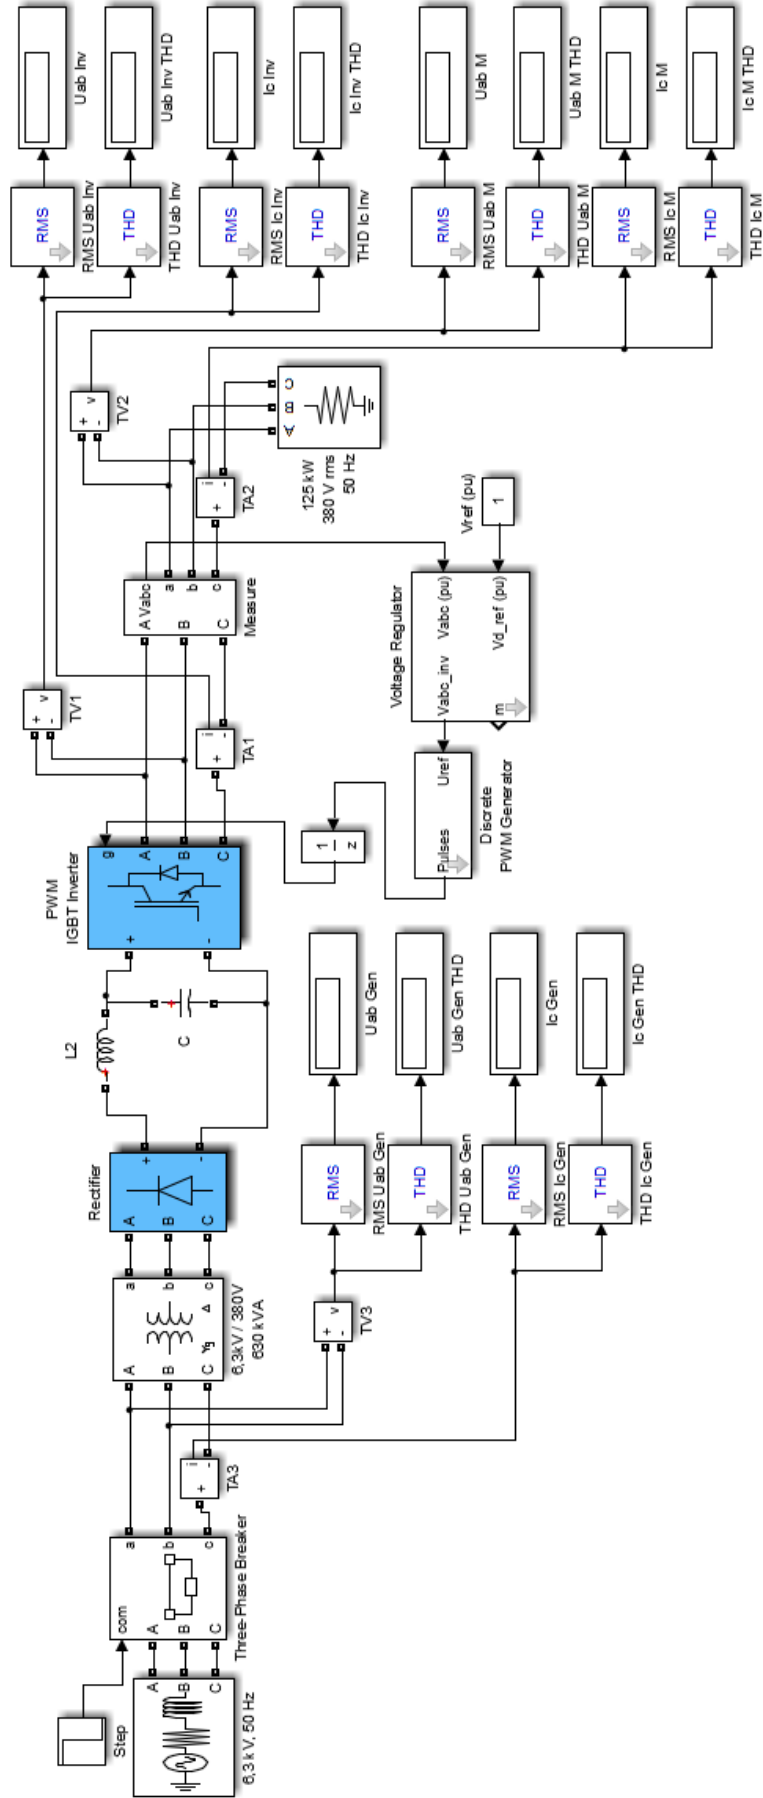 Step
com
A
B
C
6,3 kV, 50 Hz
A
B
C
a
b
c
Three-Phase Breaker
+
i
-
TA3
A
B
C
a
b
c
Yg
Δ
6,3kV / 380V
630 kVA
Rectifier
A
B
C
+
-
L2
+
C
PWM
IGBT Inverter
+
-
g
A
B
C
+
-
v
TV1
+
i
-
TA1
A
B
C
Vabc
a
b
c
Measure
+
-
v
TV2
+
i
-
TA2
A
B
C
125 kW
380 V rms
50 Hz
Vref (pu)
1
Voltage Regulator
Vabc_inv
Vabc (pu)
Vd_ref (pu)
m
Pulses
Uref
Discrete
PWM Generator
1
z
+
-
v
TV3
RMS
RMS Uab Gen
Uab Gen
THD
THD Uab Gen
Uab Gen THD
RMS
RMS Ic Gen
Ic Gen
THD
THD Ic Gen
Ic Gen THD
RMS
RMS Uab Inv
Uab Inv
THD
THD Uab Inv
Uab Inv THD
RMS
RMS Ic Inv
Ic Inv
THD
THD Ic Inv
Ic Inv THD
RMS
RMS Uab M
Uab M
THD
THD Uab M
Uab M THD
RMS
RMS Ic M
Ic M
THD
THD Ic M
Ic M THD